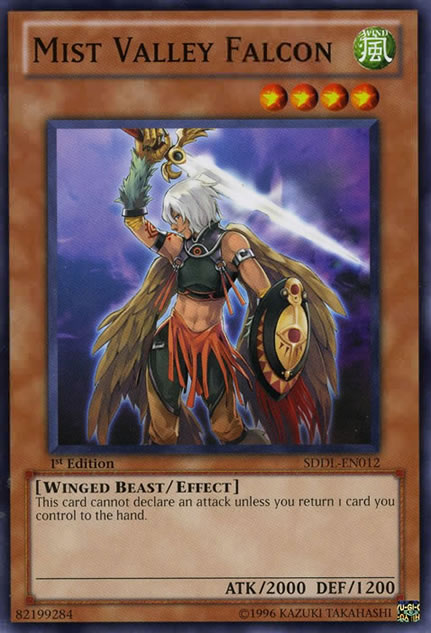 MIST VALLEY FALCON
WIND
風
1st Edition
SDDL-EN012
[WINGED BEAST/EFFECT]
This card cannot declare an attack unless you return 1 card you
control to the hand.
ATK/2000 DEF/1200
82199284
©1996 KAZUKI TAKAHASHI